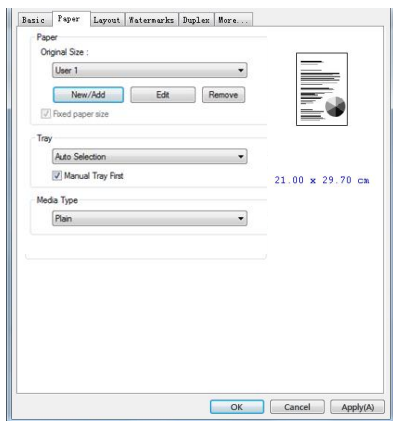 Basic Paper Layout Watermarks Duplex More...
Paper
Original Size :
User 1
New/Add Edit Remove
Fixed paper size
Tray
Auto Selection
Manual Tray First
21.00 x 29.70 cm
Media Type
Plain
OK Cancel Apply(A)